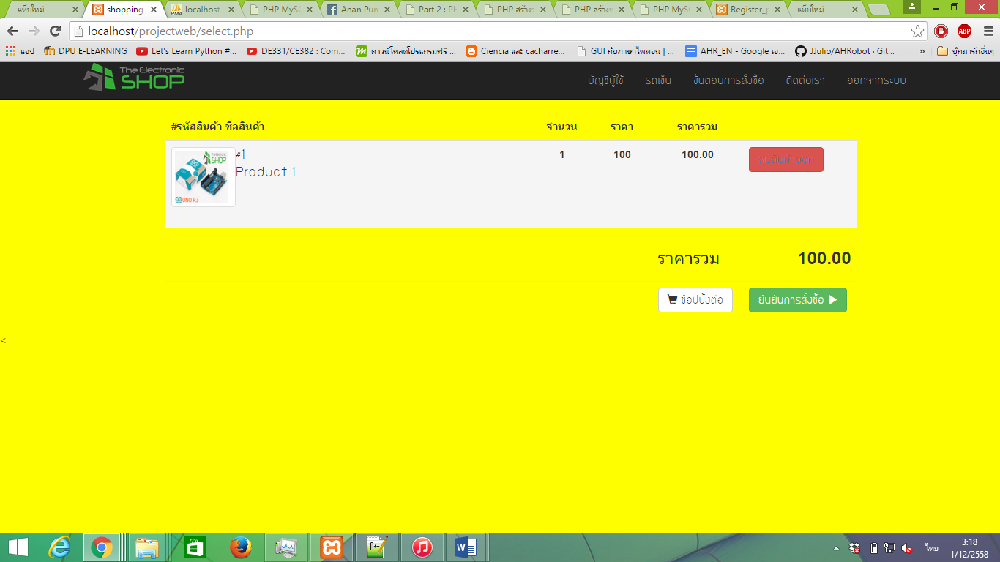 แท็บใหม่
shopping
localhost
PHP MyS
Anan Pun
Part 2 : P
PHP สร้าง
PHP สร้าง
PHP MyS
Register_
แท็บใหม่
localhost/projectweb/select.php
ABP
แอป
DPU E-LEARNING
Let's Learn Python #...
DE331/CE382 : Com...
ดาวน์โหลดโปรแกรมฟรี ...
Ciencia และ cacharre...
GUI กับภาษาไพทอน | ...
AHR_EN - Google เอ...
JJulio/AHRobot · Git...
»
บุ๊กมาร์กอื่นๆ
The Electronic
SHOP
บัญชีผู้ใช้
รถเข็น
ขั้นตอนการสั่งซื้อ
ติดต่อเรา
ออกจากระบบ
#รหัสสินค้า ชื่อสินค้า
จำนวน
ราคา
ราคารวม
SHOP
UNO R3
#1
Product 1
1
100
100.00
ลบสินค้าออก
ราคารวม
100.00
ช้อปปิ้งต่อ
ยืนยันการสั่งซื้อ
<
ไทย
3:18
1/12/2558